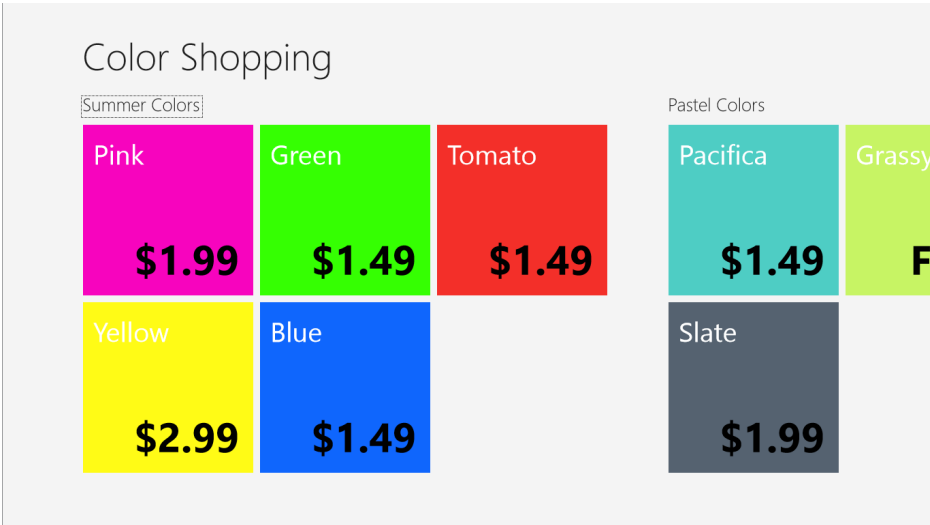 Color Shopping
Summer Colors
Pink
$1.99
Green
$1.49
Tomato
$1.49
Yellow
$2.99
Blue
$1.49
Pastel Colors
Pacifica
$1.49
Grassy
Slate
$1.99